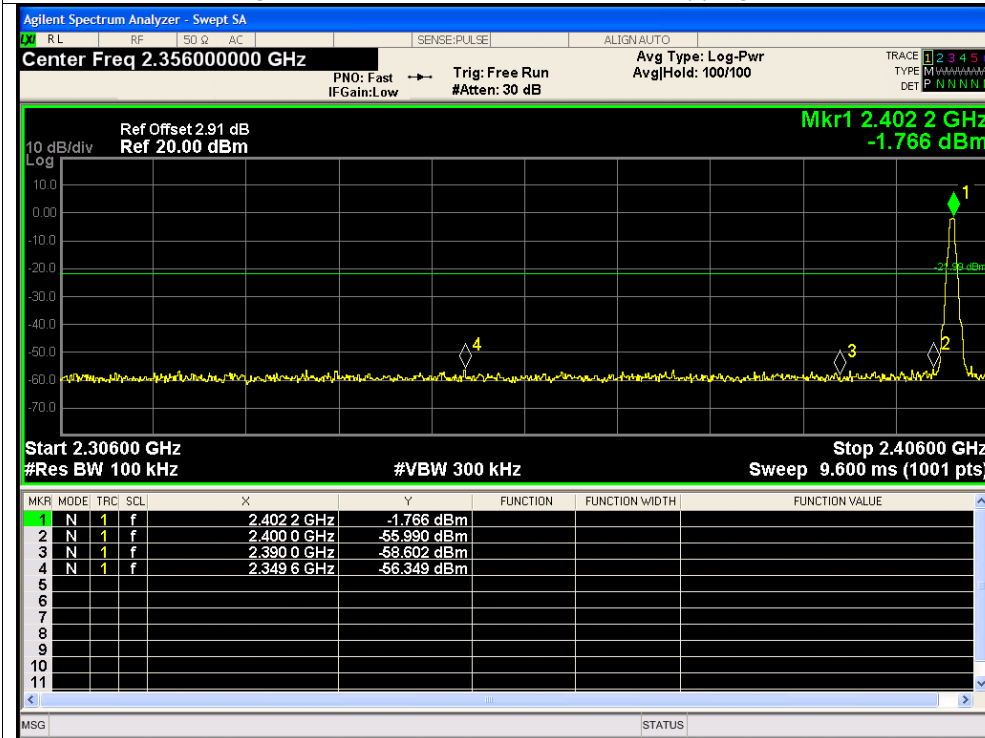 Agilent Spectrum Analyzer - Swept SA
LXI RL RF 50 Ω AC SENSE:PULSE ALIGN AUTO
Center Freq 2.356000000 GHz
PNO: Fast
IFGain:Low
Trig: Free Run
#Atten: 30 dB
Avg Type: Log-Pwr
Avg|Hold: 100/100
TRACE 1 2 3 4 5
TYPE M
DET P N N N N
Mkr1 2.402 2 GHz
-1.766 dBm
Ref Offset 2.91 dB
10 dB/div Ref 20.00 dBm
Log
10.0
0.00
-10.0
-20.0
-30.0
-40.0
-50.0
-60.0
-70.0
1
-21.99 dBm
2
3
4
Start 2.30600 GHz Stop 2.40600 GHz
#Res BW 100 kHz #VBW 300 kHz Sweep 9.600 ms (1001 pts)
MKR MODE TRC SCL X Y FUNCTION FUNCTION WIDTH FUNCTION VALUE
1 N 1 f 2.402 2 GHz -1.766 dBm
2 N 1 f 2.400 0 GHz -55.990 dBm
3 N 1 f 2.390 0 GHz -58.602 dBm
4 N 1 f 2.349 6 GHz -56.349 dBm
5
6
7
8
9
10
11
MSG STATUS